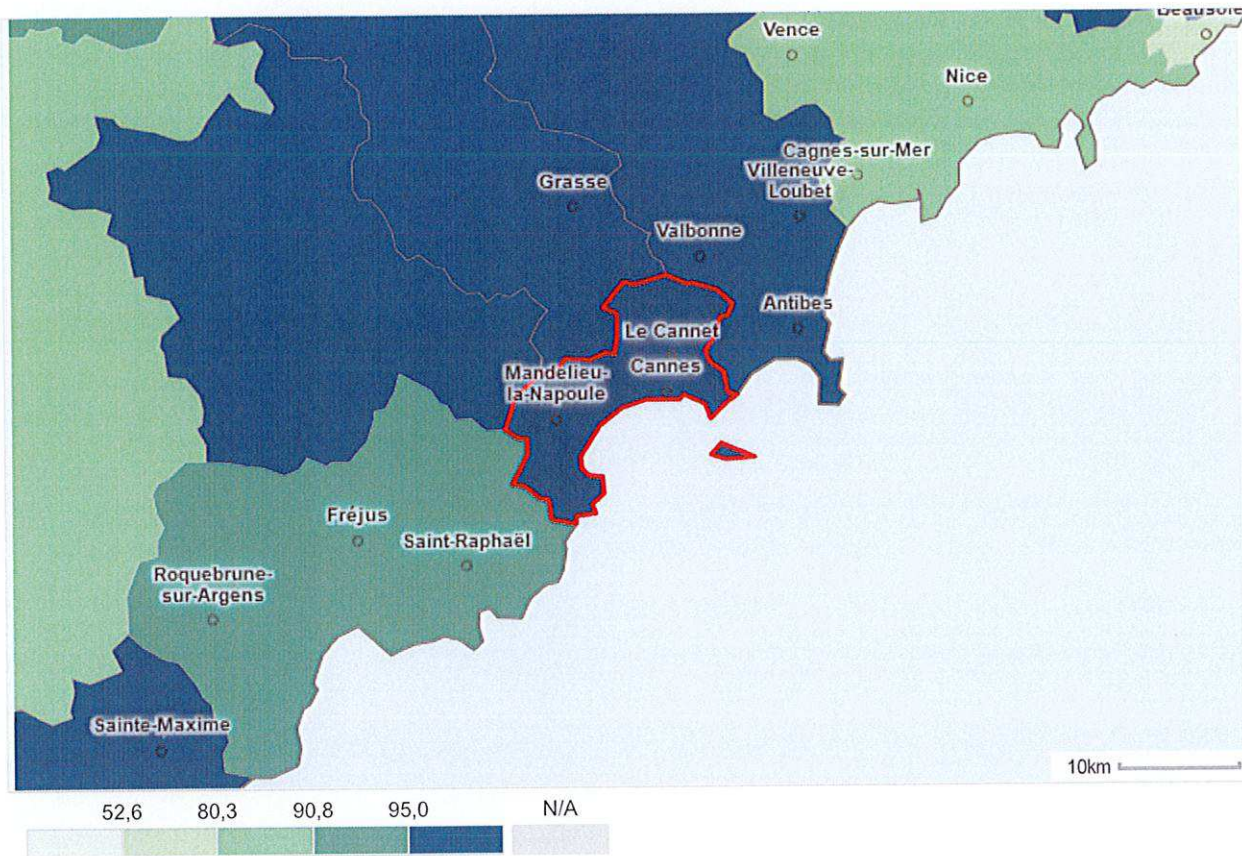 Beausole
Vence
Nice
Cagnes-sur-Mer
Villeneuve-
Loubet
Grasse
Valbonne
Antibes
Le Cannet
Cannes
Mandelieu-
la-Napoule
Fréjus
Saint-Raphaël
Roquebrune-
sur-Argens
Sainte-Maxime
10km
52,6 80,3 90,8 95,0 N/A